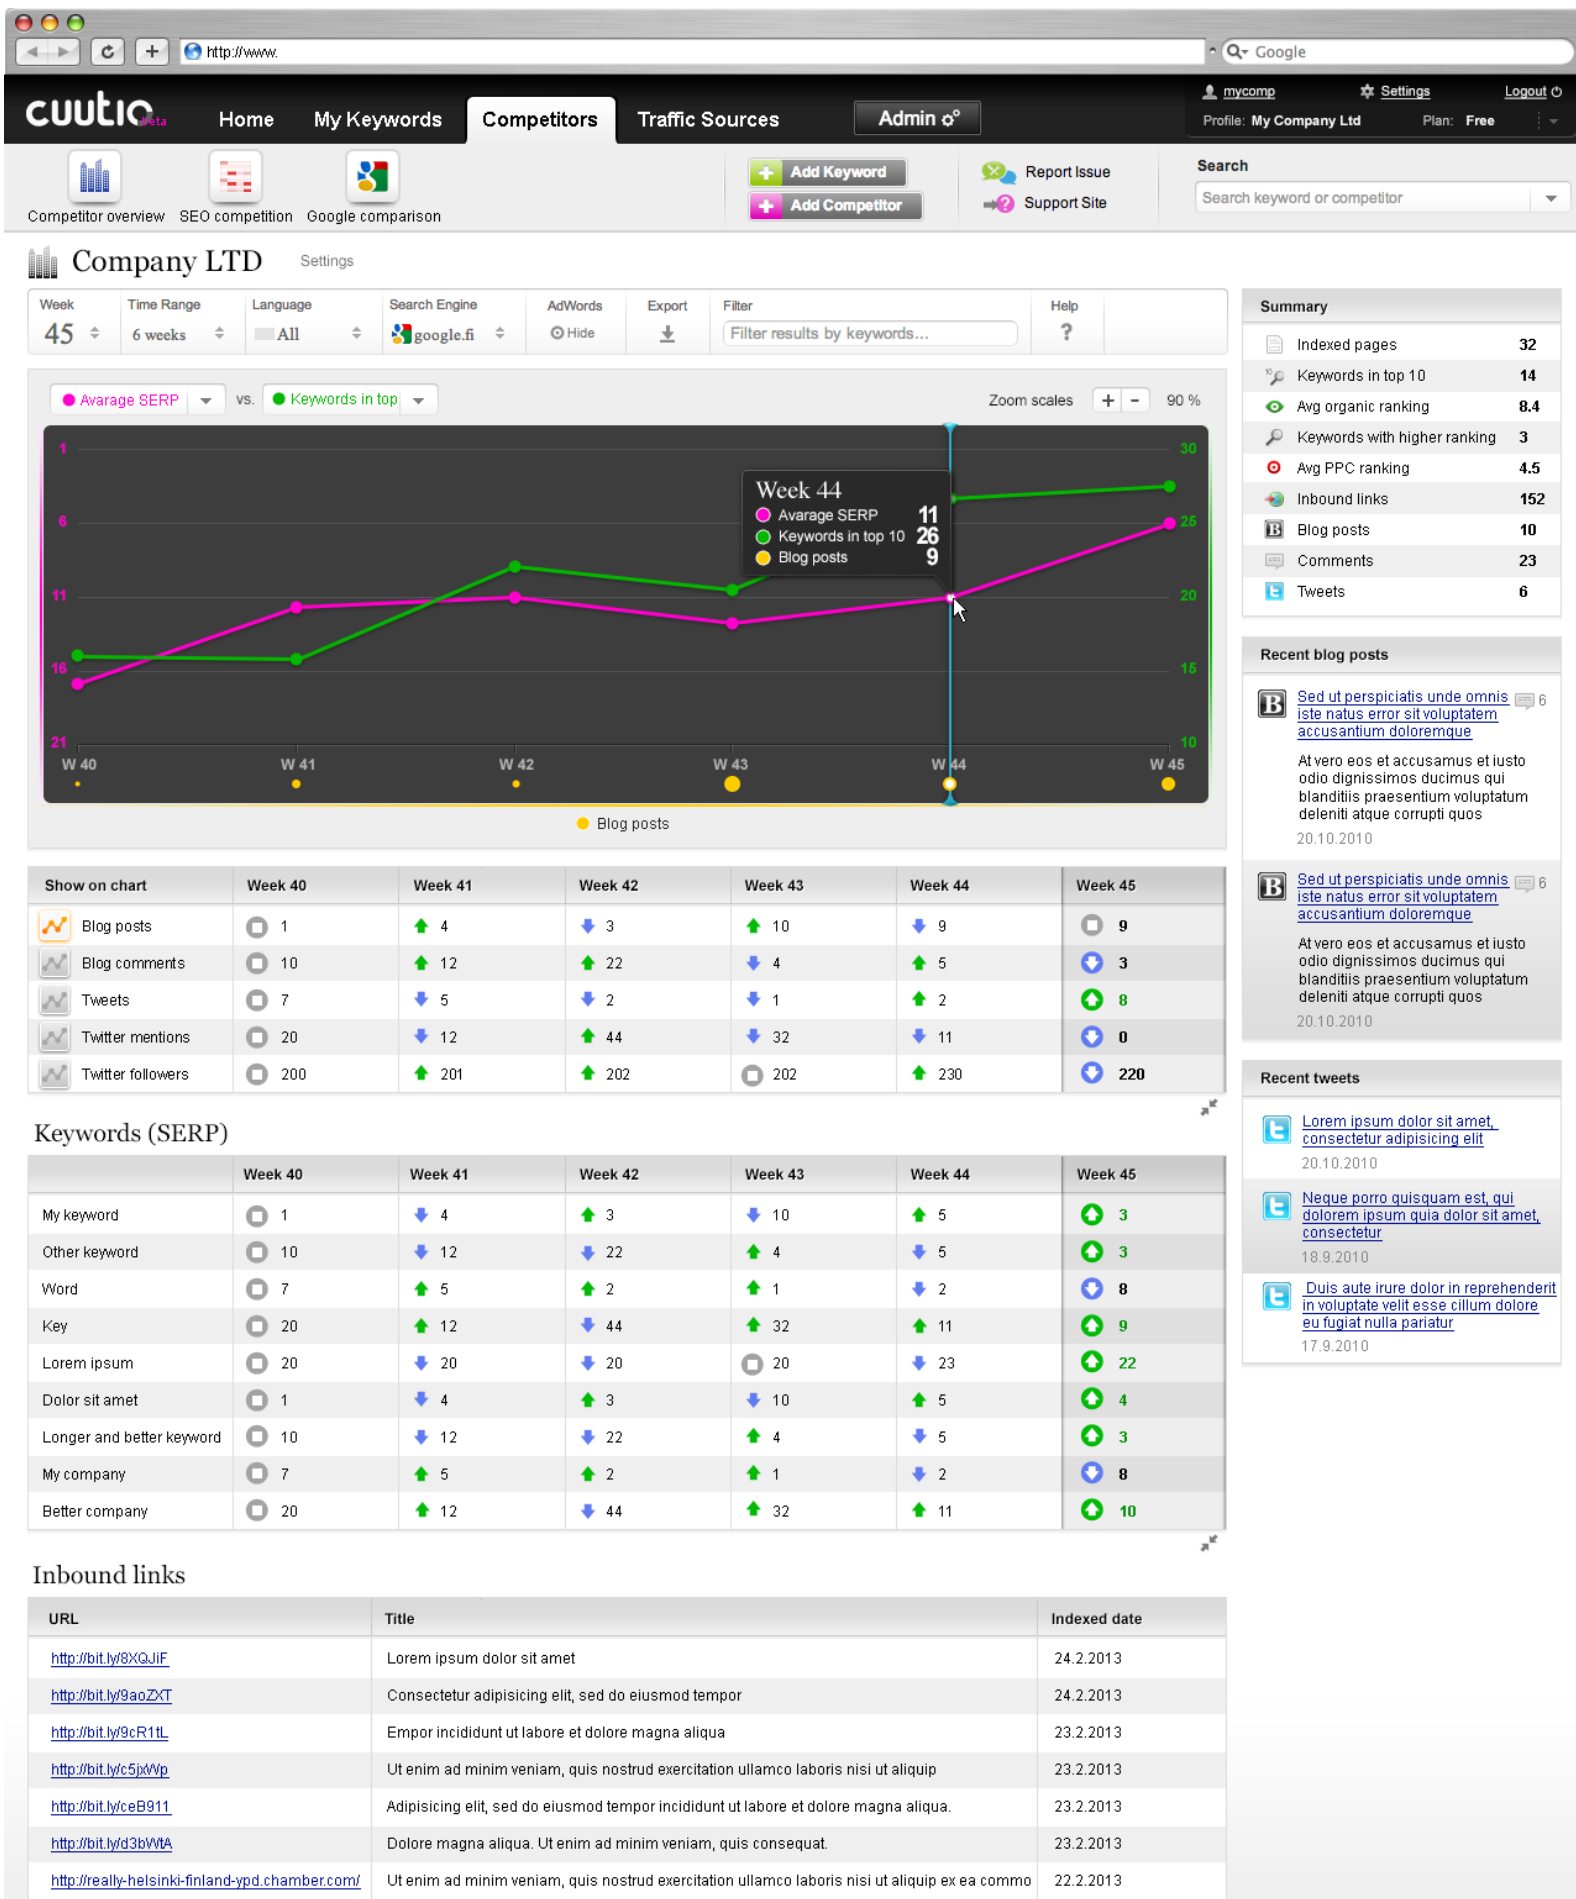 http://www.
Google
cuutio beta
Home
My Keywords
Competitors
Traffic Sources
Admin
mycomp
Settings
Logout
Profile: My Company Ltd
Plan: Free
Competitor overview
SEO competition
Google comparison
Add Keyword
Add Competitor
Report Issue
Support Site
Search
Search keyword or competitor
Company LTD
Settings
Week
45
Time Range
6 weeks
Language
All
Search Engine
google.fi
AdWords
Hide
Export
Filter
Filter results by keywords...
Help
?
Avarage SERP
vs.
Keywords in top
Zoom scales
+ -
90 %
1
30
6
25
11
20
16
15
21
10
Week 44
Avarage SERP 11
Keywords in top 10 26
Blog posts 9
W 40 W 41 W 42 W 43 W 44 W 45
Blog posts
Show on chart Week 40 Week 41 Week 42 Week 43 Week 44 Week 45
Blog posts 1 4 3 10 9 9
Blog comments 10 12 22 4 5 3
Tweets 7 5 2 1 2 8
Twitter mentions 20 12 44 32 11 0
Twitter followers 200 201 202 202 230 220
Keywords (SERP)
Week 40 Week 41 Week 42 Week 43 Week 44 Week 45
My keyword 1 4 3 10 5 3
Other keyword 10 12 22 4 5 3
Word 7 5 2 1 2 8
Key 20 12 44 32 11 9
Lorem ipsum 20 20 20 20 23 22
Dolor sit amet 1 4 3 10 5 4
Longer and better keyword 10 12 22 4 5 3
My company 7 5 2 1 2 8
Better company 20 12 44 32 11 10
Inbound links
URL Title Indexed date
http://bit.ly/8XQJiF Lorem ipsum dolor sit amet 24.2.2013
http://bit.ly/9aoZXT Consectetur adipisicing elit, sed do eiusmod tempor 24.2.2013
http://bit.ly/9cR1tL Empor incididunt ut labore et dolore magna aliqua 23.2.2013
http://bit.ly/c5jxWp Ut enim ad minim veniam, quis nostrud exercitation ullamco laboris nisi ut aliquip 23.2.2013
http://bit.ly/ceB911 Adipisicing elit, sed do eiusmod tempor incididunt ut labore et dolore magna aliqua. 23.2.2013
http://bit.ly/d3bWtA Dolore magna aliqua. Ut enim ad minim veniam, quis consequat. 23.2.2013
http://really-helsinki-finland-ypd.chamber.com/ Ut enim ad minim veniam, quis nostrud exercitation ullamco laboris nisi ut aliquip ex ea commo 22.2.2013
Summary
Indexed pages 32
Keywords in top 10 14
Avg organic ranking 8.4
Keywords with higher ranking 3
Avg PPC ranking 4.5
Inbound links 152
Blog posts 10
Comments 23
Tweets 6
Recent blog posts
Sed ut perspiciatis unde omnis 6
iste natus error sit voluptatem
accusantium doloremque
At vero eos et accusamus et iusto
odio dignissimos ducimus qui
blanditiis praesentium voluptatum
deleniti atque corrupti quos
20.10.2010
Sed ut perspiciatis unde omnis 6
iste natus error sit voluptatem
accusantium doloremque
At vero eos et accusamus et iusto
odio dignissimos ducimus qui
blanditiis praesentium voluptatum
deleniti atque corrupti quos
20.10.2010
Recent tweets
Lorem ipsum dolor sit amet,
consectetur adipisicing elit
20.10.2010
Neque porro quisquam est, qui
dolorem ipsum quia dolor sit amet,
consectetur
18.9.2010
Duis aute irure dolor in reprehenderit
in voluptate velit esse cillum dolore
eu fugiat nulla pariatur
17.9.2010